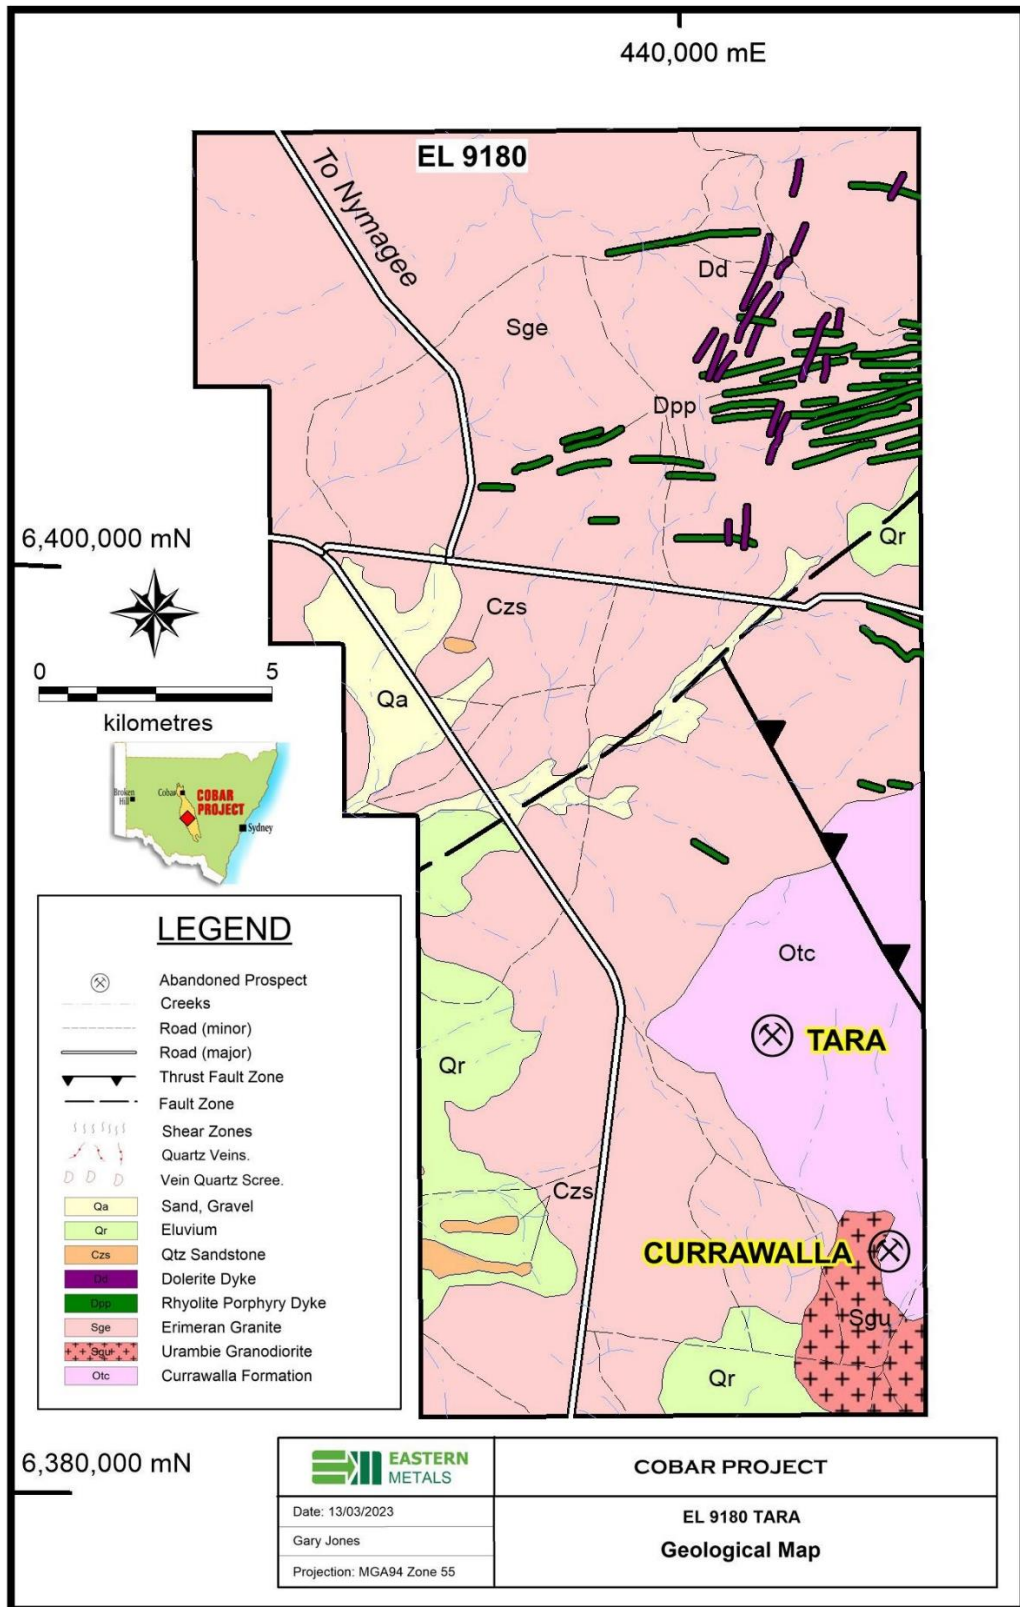 440,000 mE
EL 9180
To Nymagee
Dd
Sge
Dpp
6,400,000 mN
Qr
Czs
0 5
kilometres
Qa
Broken Hill
Cobar
COBAR PROJECT
Sydney
Otc
TARA
Qr
Czs
CURRAWALLA
Sgu
Qr
LEGEND
Abandoned Prospect
Creeks
Road (minor)
Road (major)
Thrust Fault Zone
Fault Zone
Shear Zones
Quartz Veins.
Vein Quartz Scree.
Qa Sand, Gravel
Qr Eluvium
Czs Qtz Sandstone
Dd Dolerite Dyke
Dpp Rhyolite Porphyry Dyke
Sge Erimeran Granite
Sgu Urambie Granodiorite
Otc Currawalla Formation
6,380,000 mN
EASTERN
METALS
COBAR PROJECT
Date: 13/03/2023
Gary Jones
Projection: MGA94 Zone 55
EL 9180 TARA
Geological Map